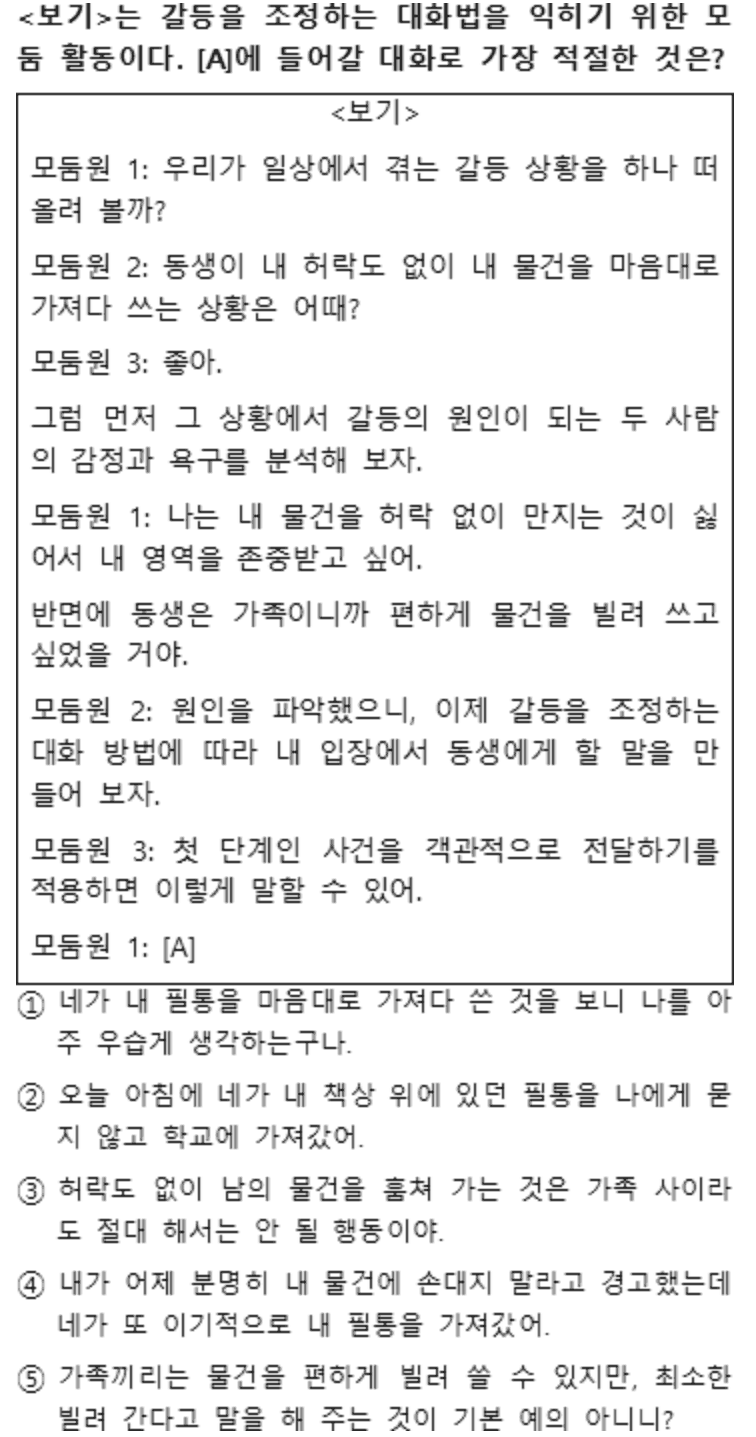 <보기>는 갈등을 조정하는 대화법을 익히기 위한 모
둠 활동이다. [A]에 들어갈 대화로 가장 적절한 것은?
<보기>
모둠원 1: 우리가 일상에서 겪는 갈등 상황을 하나 떠
올려 볼까?
모둠원 2: 동생이 내 허락도 없이 내 물건을 마음대로
가져다 쓰는 상황은 어때?
모둠원 3: 좋아.
그럼 먼저 그 상황에서 갈등의 원인이 되는 두 사람
의 감정과 욕구를 분석해 보자.
모둠원 1: 나는 내 물건을 허락 없이 만지는 것이 싫
어서 내 영역을 존중받고 싶어.
반면에 동생은 가족이니까 편하게 물건을 빌려 쓰고
싶었을 거야.
모둠원 2: 원인을 파악했으니, 이제 갈등을 조정하는
대화 방법에 따라 내 입장에서 동생에게 할 말을 만
들어 보자.
모둠원 3: 첫 단계인 사건을 객관적으로 전달하기를
적용하면 이렇게 말할 수 있어.
모둠원 1: [A]
① 네가 내 필통을 마음대로 가져다 쓴 것을 보니 나를 아
주 우습게 생각하는구나.
② 오늘 아침에 네가 내 책상 위에 있던 필통을 나에게 묻
지 않고 학교에 가져갔어.
③ 허락도 없이 남의 물건을 훔쳐 가는 것은 가족 사이라
도 절대 해서는 안 될 행동이야.
④ 내가 어제 분명히 내 물건에 손대지 말라고 경고했는데
네가 또 이기적으로 내 필통을 가져갔어.
⑤ 가족끼리는 물건을 편하게 빌려 쓸 수 있지만, 최소한
빌려 간다고 말을 해 주는 것이 기본 예의 아니니?